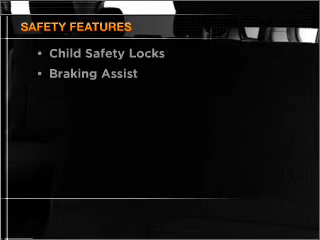 SAFETY FEATURES
• Child Safety Locks
• Braking Assist